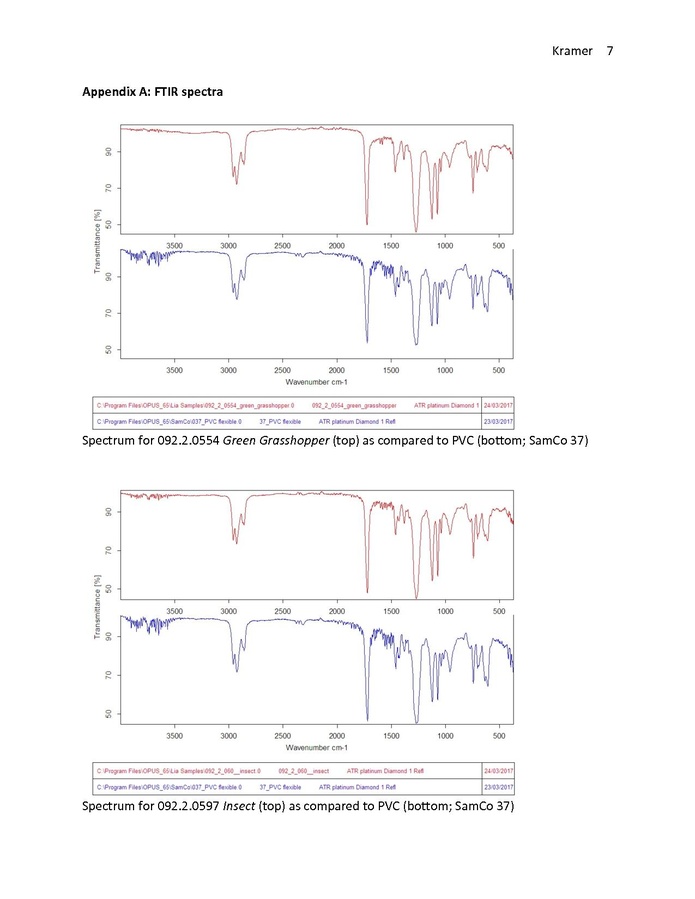 Kramer 7
Appendix A: FTIR spectra
90
70
50
3500 3000 2500 2000 1500 1000 500
Transmittance [%]
90
70
50
3500 3000 2500 2000 1500 1000 500
Wavenumber cm-1
C:\Program Files\OPUS_65\Lia Samples\092_2_0554_green_grasshopper.0 092_2_0554_green_grasshopper ATR platinum Diamond 1 24/03/2017
C:\Program Files\OPUS_65\SamCo\037_PVC flexible.0 37_PVC flexible ATR platinum Diamond 1 Refl 23/03/2017
Spectrum for 092.2.0554 Green Grasshopper (top) as compared to PVC (bottom; SamCo 37)
90
70
50
3500 3000 2500 2000 1500 1000 500
Transmittance [%]
90
70
50
3500 3000 2500 2000 1500 1000 500
Wavenumber cm-1
C:\Program Files\OPUS_65\Lia Samples\092_2_060__insect.0 092_2_060__insect ATR platinum Diamond 1 Refl 24/03/2017
C:\Program Files\OPUS_65\SamCo\037_PVC flexible.0 37_PVC flexible ATR platinum Diamond 1 Refl 23/03/2017
Spectrum for 092.2.0597 Insect (top) as compared to PVC (bottom; SamCo 37)